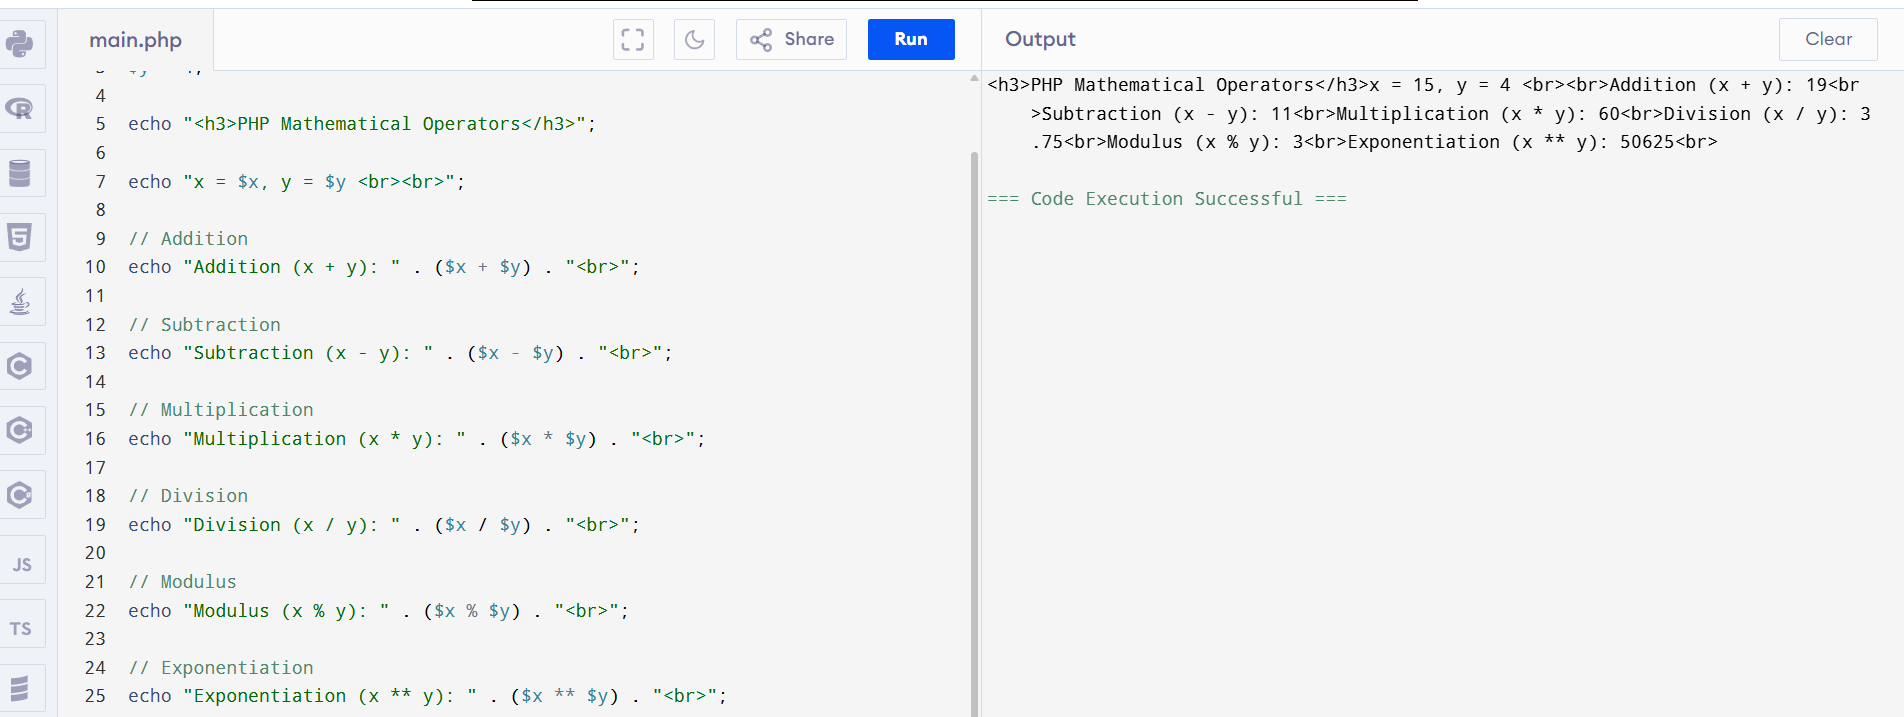 main.php
Share
Run
Output
Clear
4
5 echo "<h3>PHP Mathematical Operators</h3>";
6
7 echo "x = $x, y = $y <br><br>";
8
9 // Addition
10 echo "Addition (x + y): " . ($x + $y) . "<br>";
11
12 // Subtraction
13 echo "Subtraction (x - y): " . ($x - $y) . "<br>";
14
15 // Multiplication
16 echo "Multiplication (x * y): " . ($x * $y) . "<br>";
17
18 // Division
19 echo "Division (x / y): " . ($x / $y) . "<br>";
20
21 // Modulus
22 echo "Modulus (x % y): " . ($x % $y) . "<br>";
23
24 // Exponentiation
25 echo "Exponentiation (x ** y): " . ($x ** $y) . "<br>";
<h3>PHP Mathematical Operators</h3>x = 15, y = 4 <br><br>Addition (x + y): 19<br
>Subtraction (x - y): 11<br>Multiplication (x * y): 60<br>Division (x / y): 3
.75<br>Modulus (x % y): 3<br>Exponentiation (x ** y): 50625<br>
=== Code Execution Successful ===
R
5
C
C
C
JS
TS